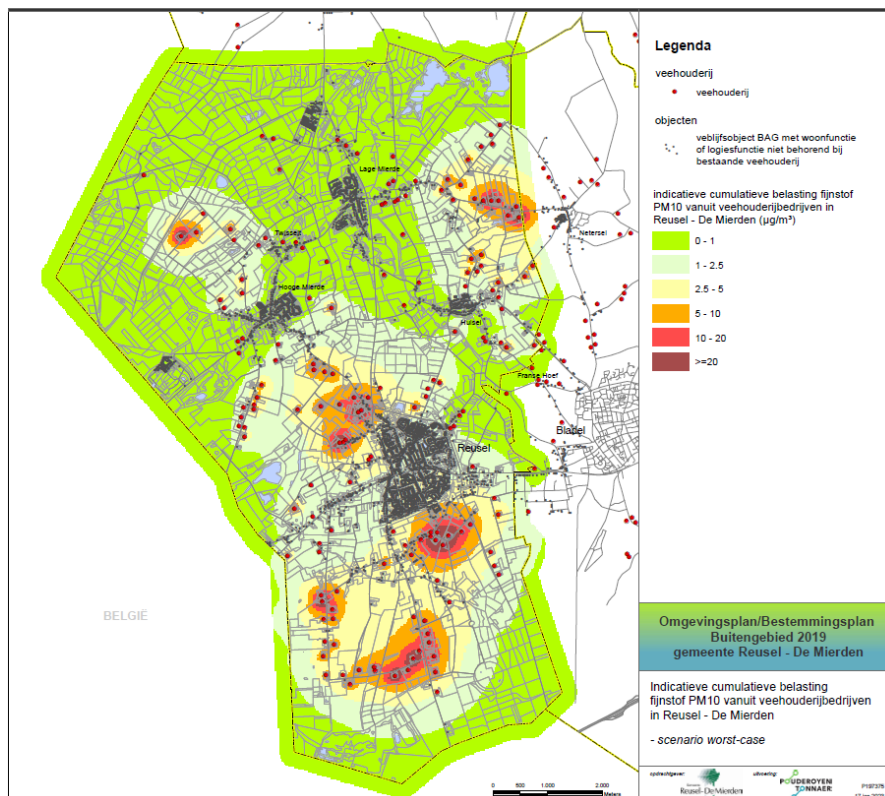 Lage Mierde
Netersel
Hooge Mierde
Hulsel
Franse Hoef
Bladel
Reusel
BELGIË
0 500 1.000 2.000
Meters
Legenda
veehouderij
veehouderij
objecten
veblijfsobject BAG met woonfunctie
of logiesfunctie niet behorend bij
bestaande veehouderij
indicatieve cumulatieve belasting fijnstof
PM10 vanuit veehouderijbedrijven in
Reusel - De Mierden (µg/m³)
0 - 1
1 - 2.5
2.5 - 5
5 - 10
10 - 20
>=20
Omgevingsplan/Bestemmingsplan
Buitengebied 2019
gemeente Reusel - De Mierden
Indicatieve cumulatieve belasting
fijnstof PM10 vanuit veehouderijbedrijven
in Reusel - De Mierden
- scenario worst-case
opdrachtgever: uitvoering:
Reusel-De Mierden
POUDEROYEN
TONNAER